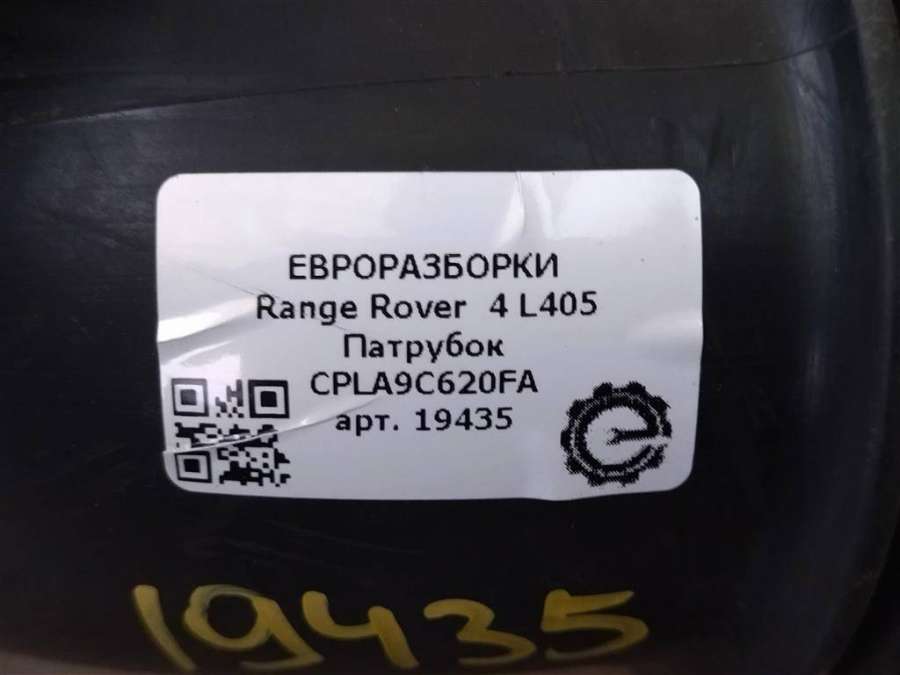 ЕВРОРАЗБОРКИ
Range Rover 4 L405
Патрубок
CPLA9C620FA
арт. 19435
19435